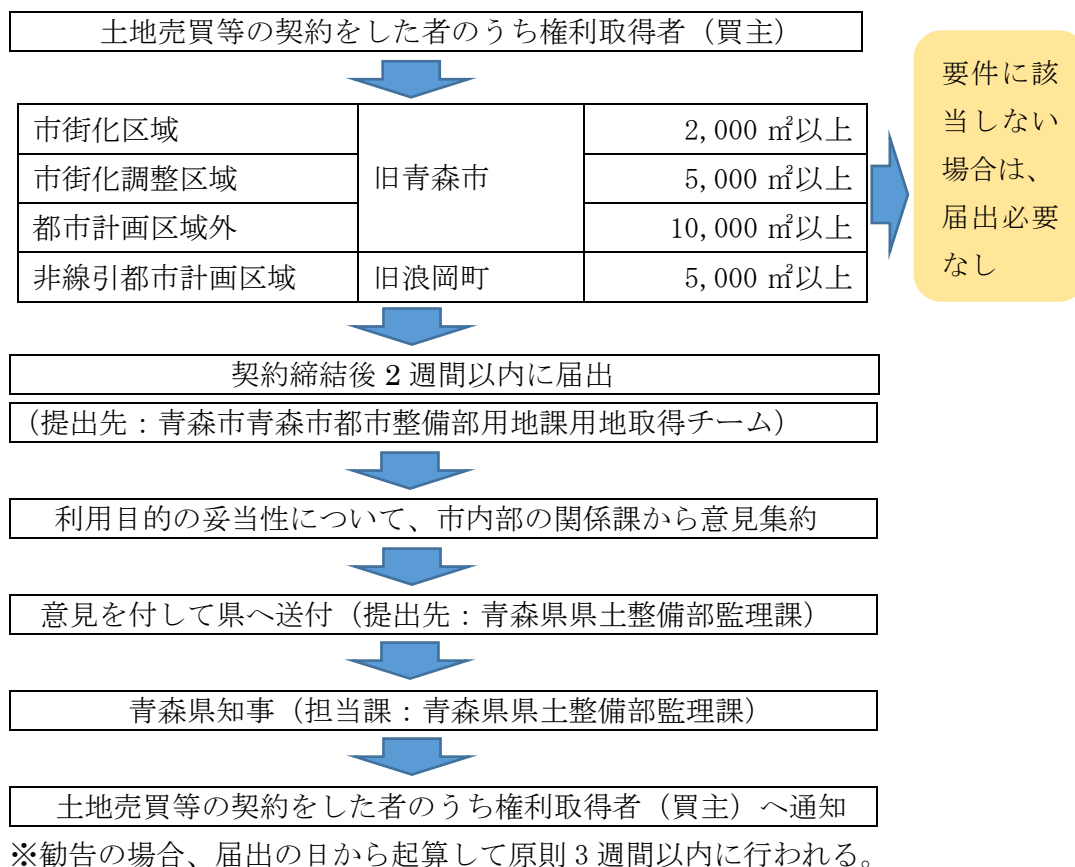 土地売買等の契約をした者のうち権利取得者（買主）
要件に該
当しない
場合は、
届出必要
なし
市街化区域
旧青森市
2,000 ㎡以上
市街化調整区域
5,000 ㎡以上
都市計画区域外
10,000 ㎡以上
非線引都市計画区域
旧浪岡町
5,000 ㎡以上
契約締結後 2 週間以内に届出
（提出先：青森市青森市都市整備部用地課用地取得チーム）
利用目的の妥当性について、市内部の関係課から意見集約
意見を付して県へ送付（提出先：青森県県土整備部監理課）
青森県知事（担当課：青森県県土整備部監理課）
土地売買等の契約をした者のうち権利取得者（買主）へ通知
※勧告の場合、届出の日から起算して原則 3 週間以内に行われる。